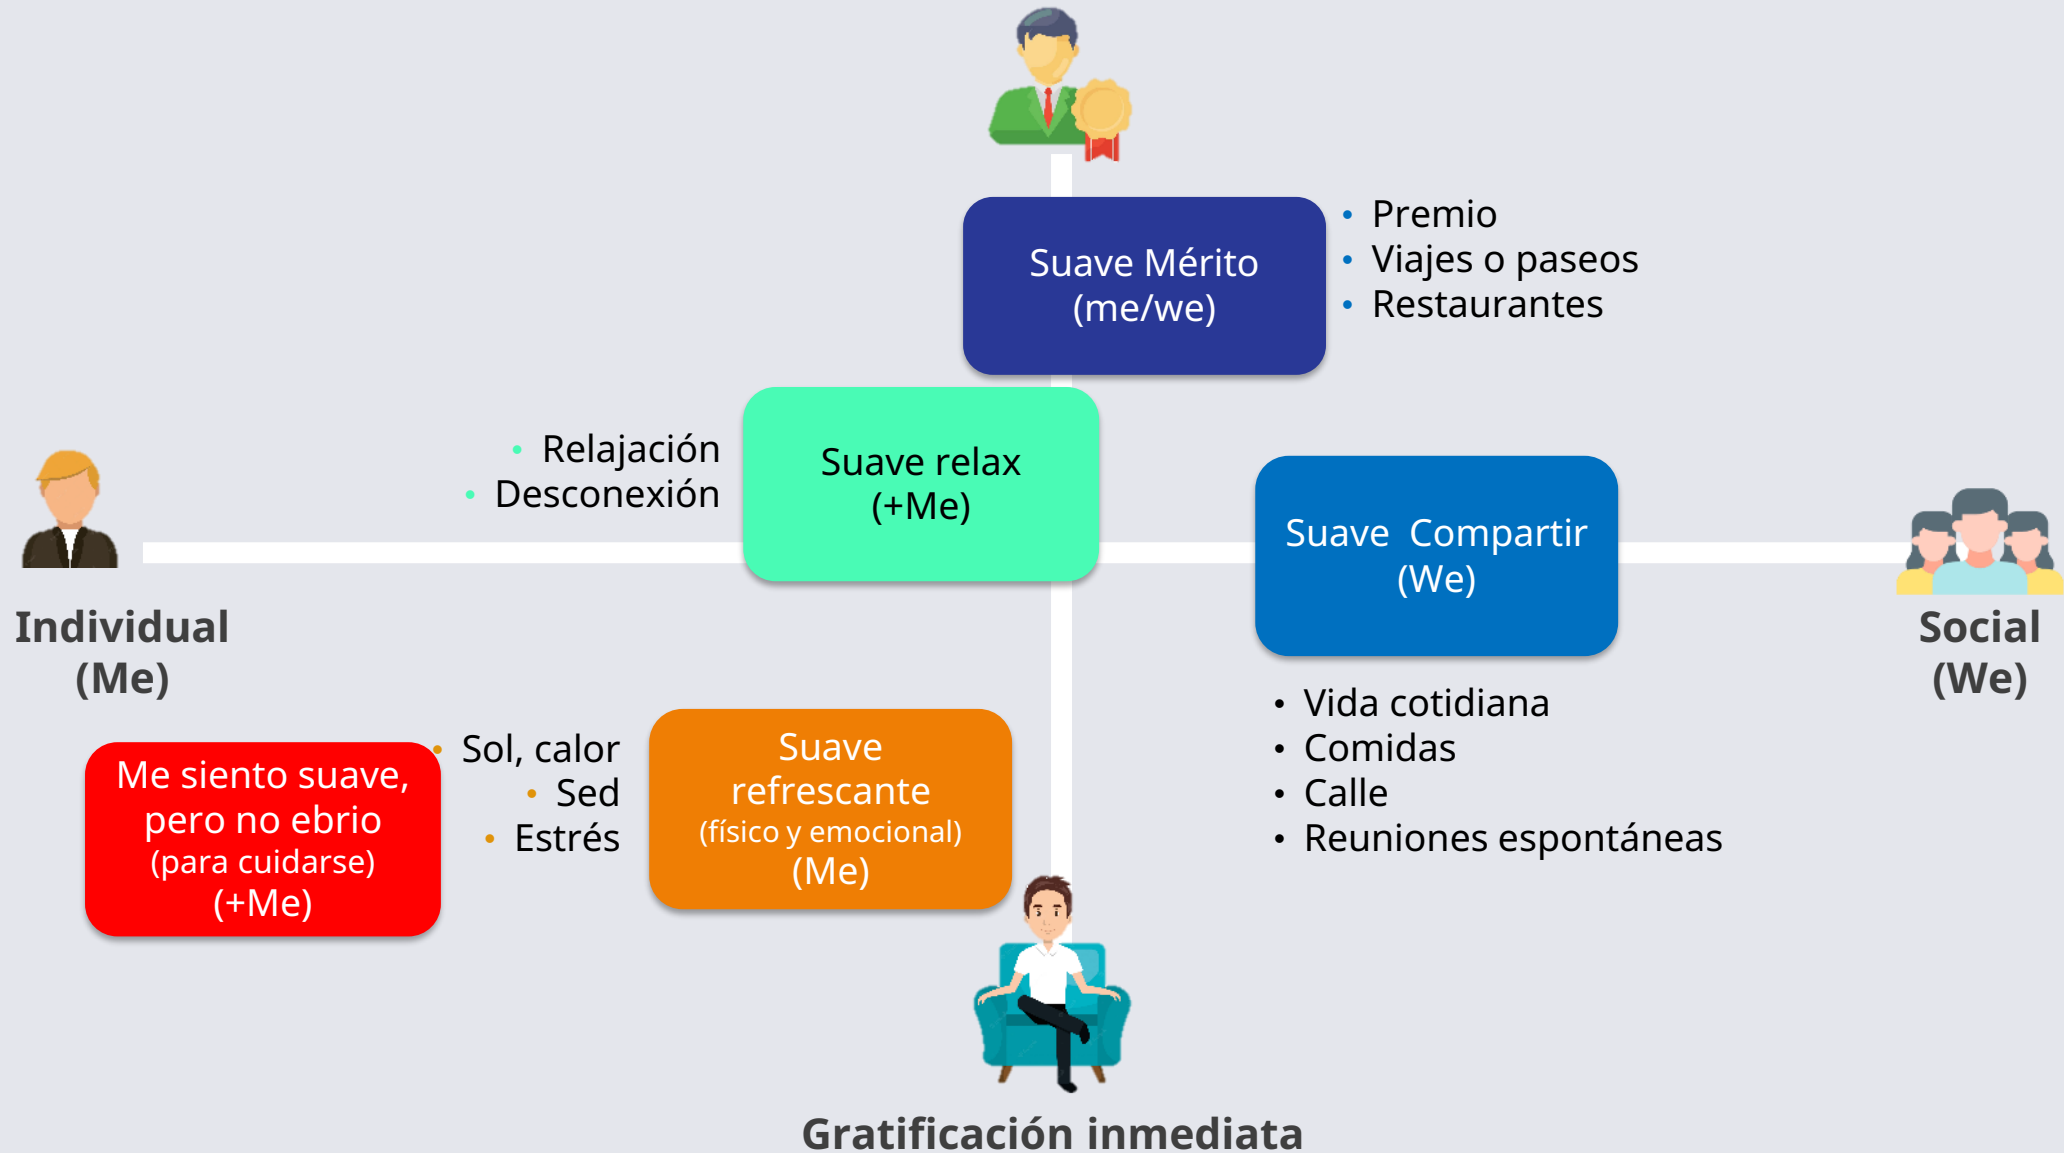 Suave Mérito
(me/we)
• Premio
• Viajes o paseos
• Restaurantes
• Relajación
• Desconexión
Suave relax
(+Me)
Suave  Compartir
(We)
Individual
(Me)
Social
(We)
• Vida cotidiana
• Comidas
• Calle
• Reuniones espontáneas
Me siento suave,
pero no ebrio
(para cuidarse)
(+Me)
• Sol, calor
• Sed
• Estrés
Suave
refrescante
(físico y emocional)
(Me)
Gratificación inmediata